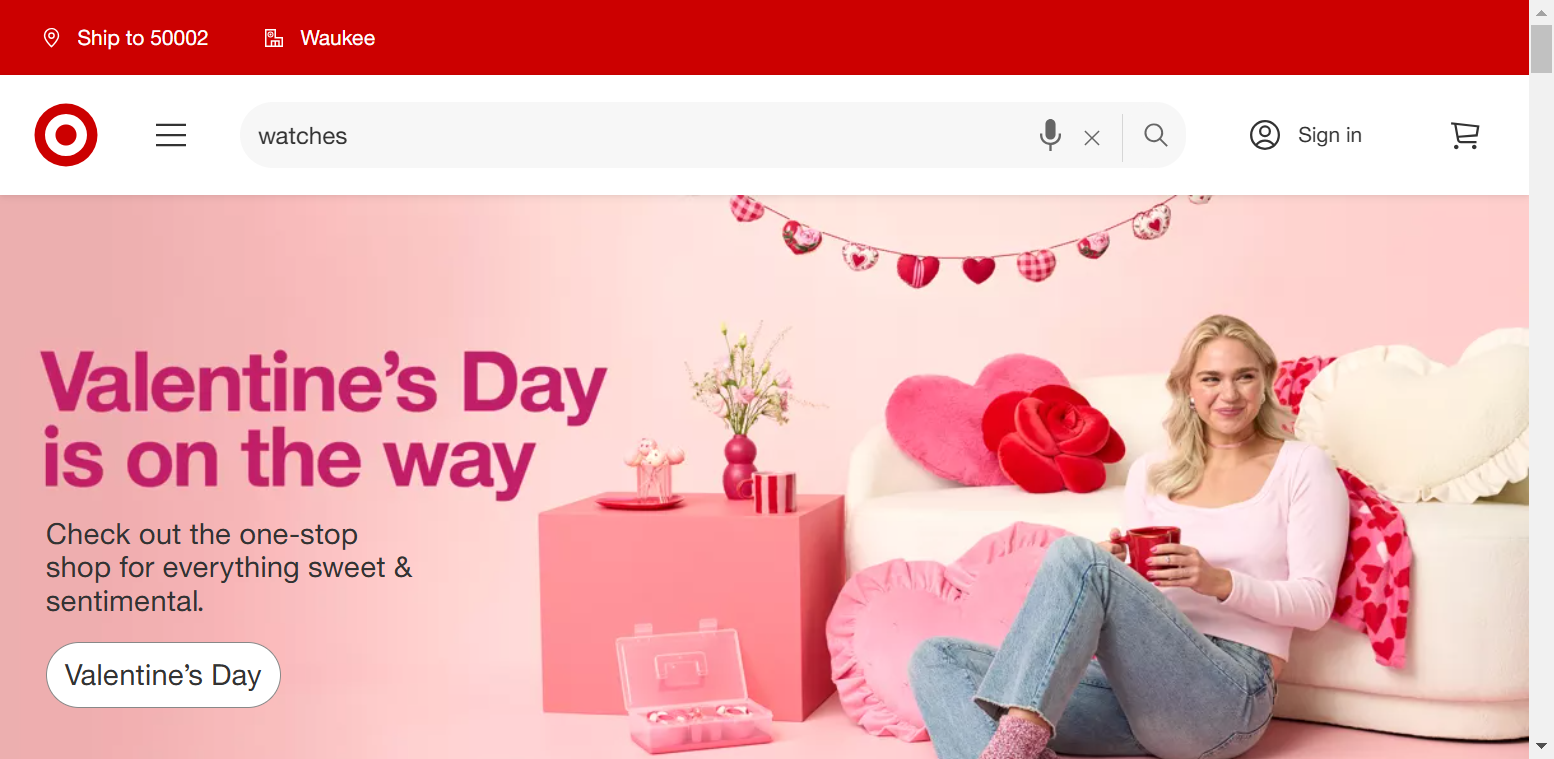 Ship to 50002 Waukee
watches Sign in
Valentine’s Day
is on the way
Check out the one-stop
shop for everything sweet &
sentimental.
Valentine’s Day